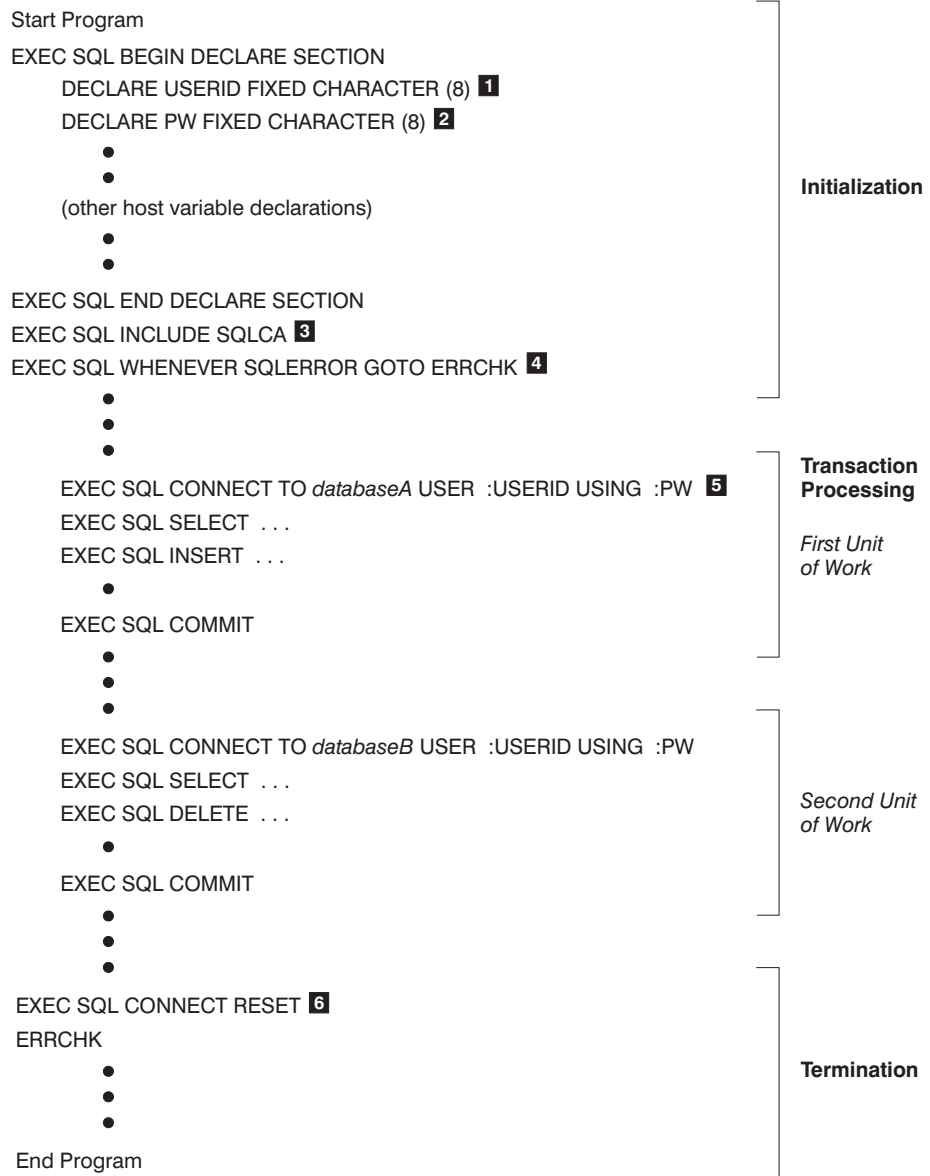 Start Program
EXEC SQL BEGIN DECLARE SECTION
DECLARE USERID FIXED CHARACTER (8) 1
DECLARE PW FIXED CHARACTER (8) 2
(other host variable declarations)
EXEC SQL END DECLARE SECTION
EXEC SQL INCLUDE SQLCA 3
EXEC SQL WHENEVER SQLERROR GOTO ERRCHK 4
Initialization
EXEC SQL CONNECT TO databaseA USER :USERID USING :PW 5
EXEC SQL SELECT . . .
EXEC SQL INSERT . . .
EXEC SQL COMMIT
Transaction
Processing
First Unit
of Work
EXEC SQL CONNECT TO databaseB USER :USERID USING :PW
EXEC SQL SELECT . . .
EXEC SQL DELETE . . .
EXEC SQL COMMIT
Second Unit
of Work
EXEC SQL CONNECT RESET 6
ERRCHK
End Program
Termination